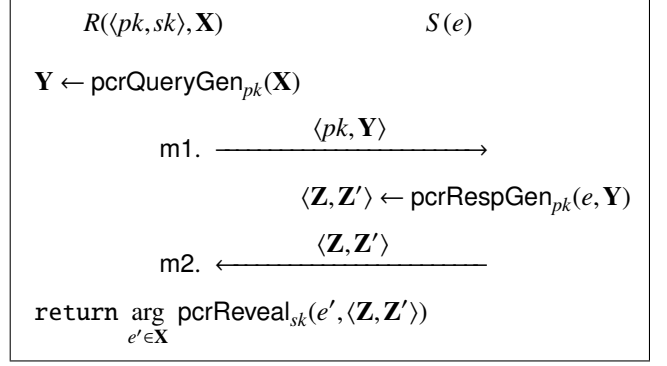 R(⟨pk, sk⟩, X) S(e)
Y ← pcrQueryGen_pk(X)
⟨pk, Y⟩
m1.
⟨Z, Z′⟩ ← pcrRespGen_pk(e, Y)
⟨Z, Z′⟩
m2.
return arg pcrReveal_sk(e′, ⟨Z, Z′⟩)
e′∈X